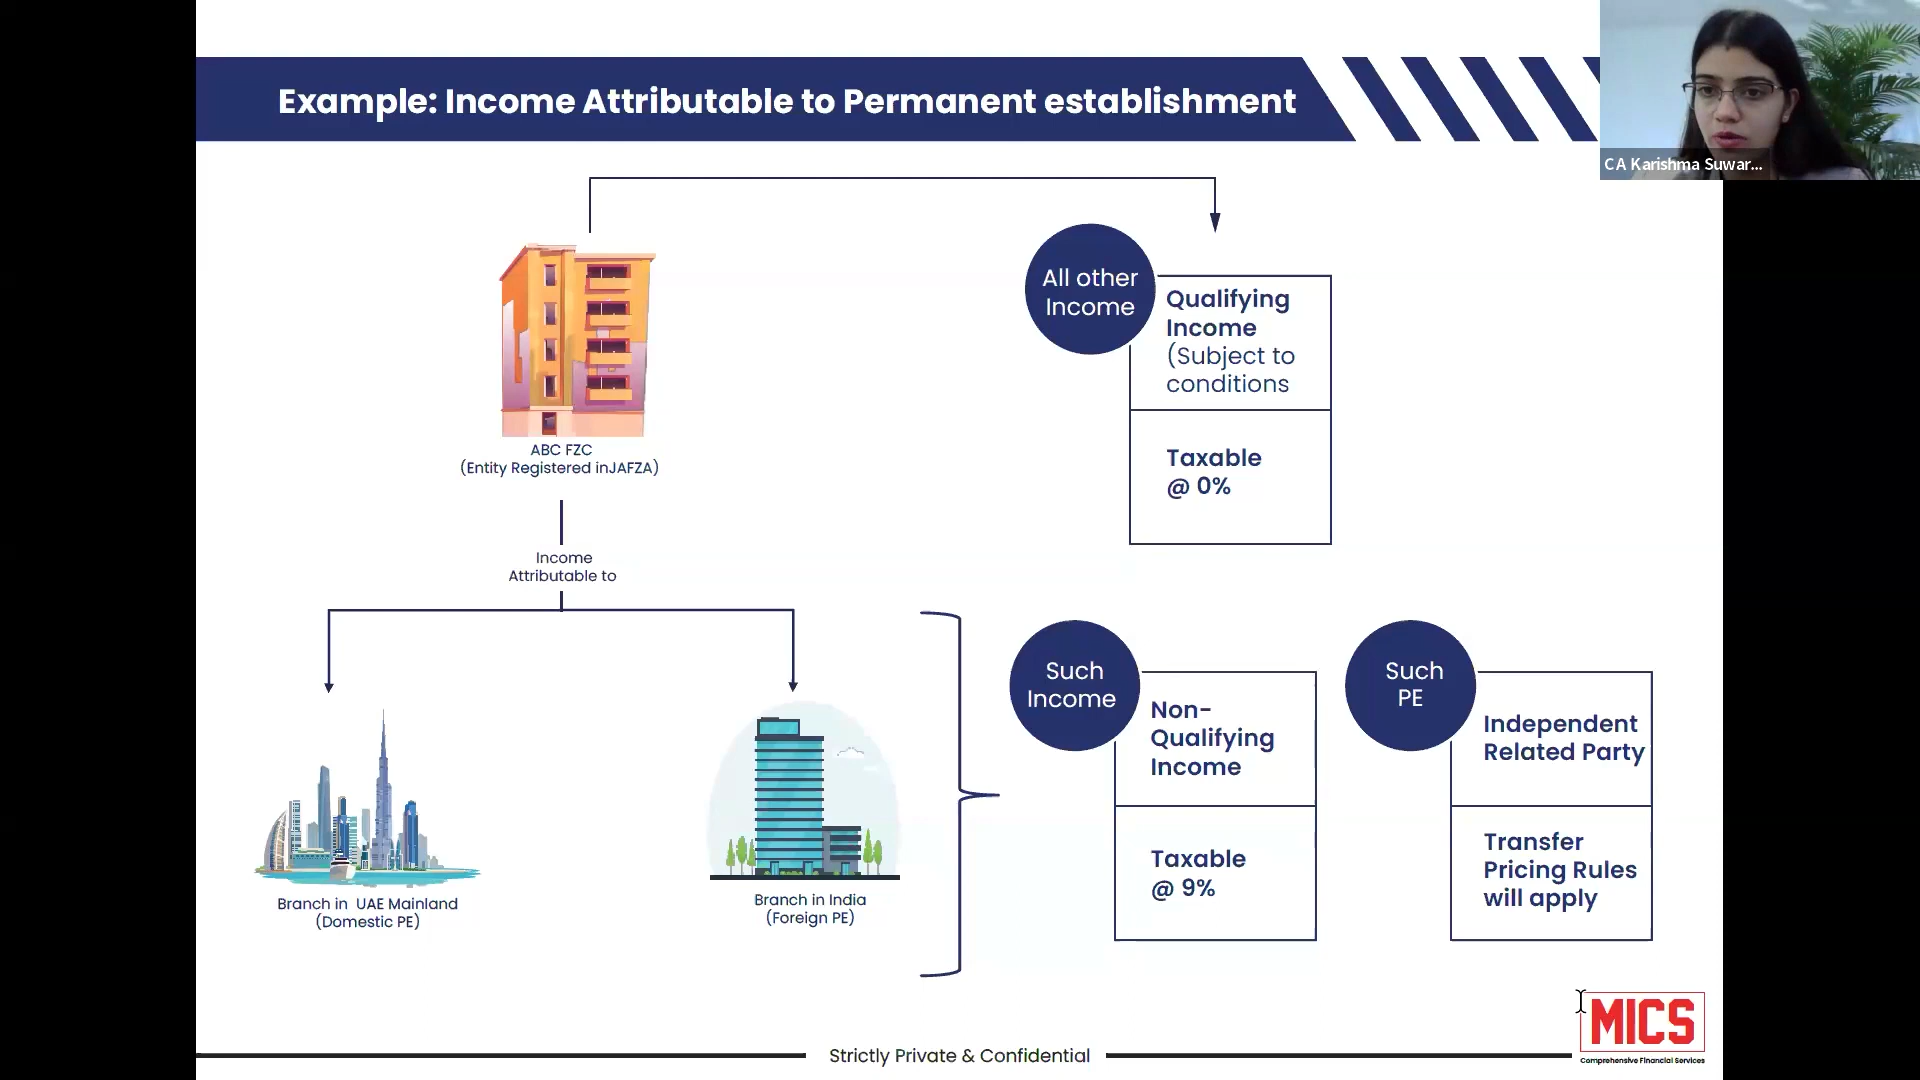 Example: Income Attributable to Permanent establishment
CA Karishma Suwar...
All other
Income
Qualifying
Income
(Subject to
conditions
Taxable
@ 0%
ABC FZC
(Entity Registered inJAFZA)
Income
Attributable to
Branch in UAE Mainland
(Domestic PE)
Branch in India
(Foreign PE)
Such
Income
Non-
Qualifying
Income
Taxable
@ 9%
Such
PE
Independent
Related Party
Transfer
Pricing Rules
will apply
MICS
Comprehensive Financial Services
Strictly Private & Confidential